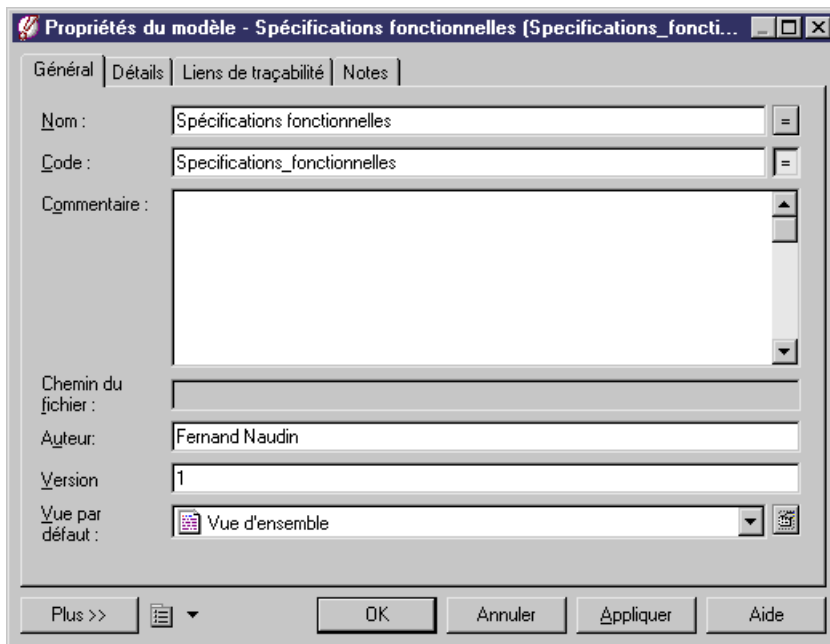 Propriétés du modèle - Spécifications fonctionnelles (Specifications_foncti...
Général Détails Liens de traçabilité Notes
Nom : Spécifications fonctionnelles =
Code : Specifications_fonctionnelles =
Commentaire :
Chemin du
fichier :
Auteur: Fernand Naudin
Version 1
Vue par
défaut : Vue d'ensemble
Plus >> OK Annuler Appliquer Aide